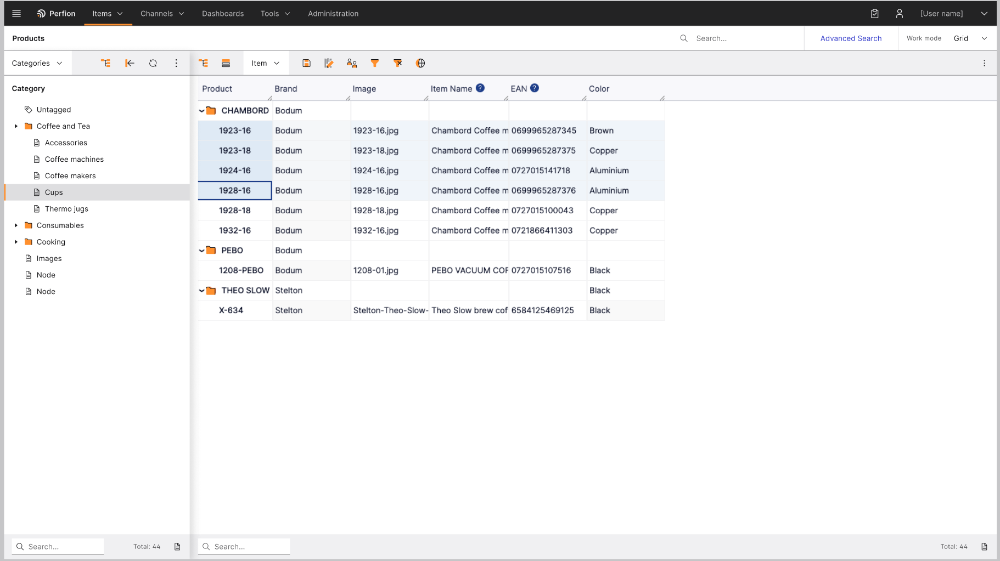 Perfion Items Channels Dashboards Tools Administration [User name]
Products Search... Advanced Search Work mode Grid
Categories Item
Category
Untagged
Coffee and Tea
Accessories
Coffee machines
Coffee makers
Cups
Thermo jugs
Consumables
Cooking
Images
Node
Node
Product Brand Image Item Name ? EAN ? Color
CHAMBORD Bodum
1923-16 Bodum 1923-16.jpg Chambord Coffee m 0699965287345 Brown
1923-18 Bodum 1923-18.jpg Chambord Coffee m 0699965287375 Copper
1924-16 Bodum 1924-16.jpg Chambord Coffee m 0727015141718 Aluminium
1928-16 Bodum 1928-16.jpg Chambord Coffee m 0699965287376 Aluminium
1928-18 Bodum 1928-18.jpg Chambord Coffee m 0727015100043 Copper
1932-16 Bodum 1932-16.jpg Chambord Coffee m 0721866411303 Copper
PEBO Bodum
1208-PEBO Bodum 1208-01.jpg PEBO VACUUM COF 0727015107516 Black
THEO SLOW Stelton Black
X-634 Stelton Stelton-Theo-Slow- Theo Slow brew cof 6584125469125 Black
Search... Total: 44 Search... Total: 44